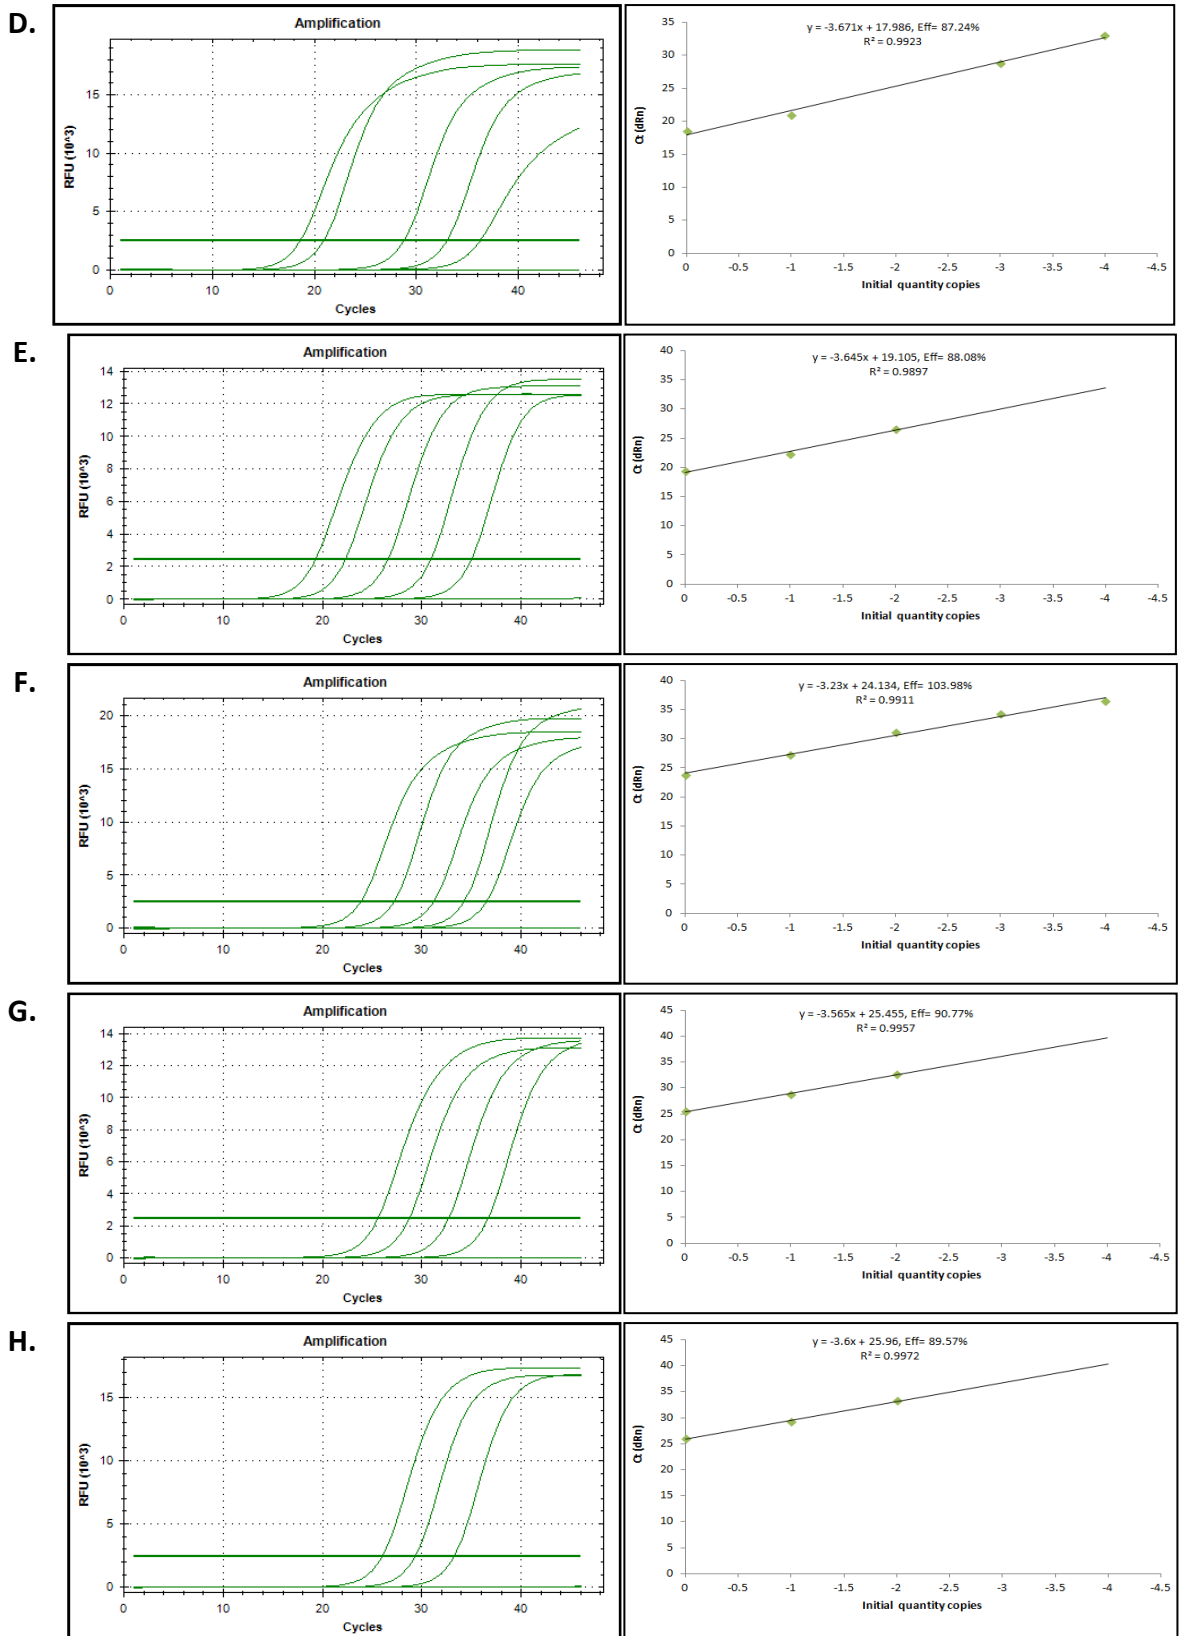 D.
Amplification
RFU (10^3)
15
10
5
0
0 10 20 30 40
Cycles
y = -3.671x + 17.986, Eff= 87.24%
R² = 0.9923
Ct (dRn)
35
30
25
20
15
10
5
0
0 -0.5 -1 -1.5 -2 -2.5 -3 -3.5 -4 -4.5
Initial quantity copies
E.
Amplification
RFU (10^3)
14
12
10
8
6
4
2
0
0 10 20 30 40
Cycles
y = -3.645x + 19.105, Eff= 88.08%
R² = 0.9897
Ct (dRn)
40
35
30
25
20
15
10
5
0
0 -0.5 -1 -1.5 -2 -2.5 -3 -3.5 -4 -4.5
Initial quantity copies
F.
Amplification
RFU (10^3)
20
15
10
5
0
0 10 20 30 40
Cycles
y = -3.23x + 24.134, Eff= 103.98%
R² = 0.9911
Ct (dRn)
40
35
30
25
20
15
10
5
0
0 -0.5 -1 -1.5 -2 -2.5 -3 -3.5 -4 -4.5
Initial quantity copies
G.
Amplification
RFU (10^3)
14
12
10
8
6
4
2
0
0 10 20 30 40
Cycles
y = -3.565x + 25.455, Eff= 90.77%
R² = 0.9957
Ct (dRn)
45
40
35
30
25
20
15
10
5
0
0 -0.5 -1 -1.5 -2 -2.5 -3 -3.5 -4 -4.5
Initial quantity copies
H.
Amplification
RFU (10^3)
15
10
5
0
0 10 20 30 40
Cycles
y = -3.6x + 25.96, Eff= 89.57%
R² = 0.9972
Ct (dRn)
45
40
35
30
25
20
15
10
5
0
0 -0.5 -1 -1.5 -2 -2.5 -3 -3.5 -4 -4.5
Initial quantity copies